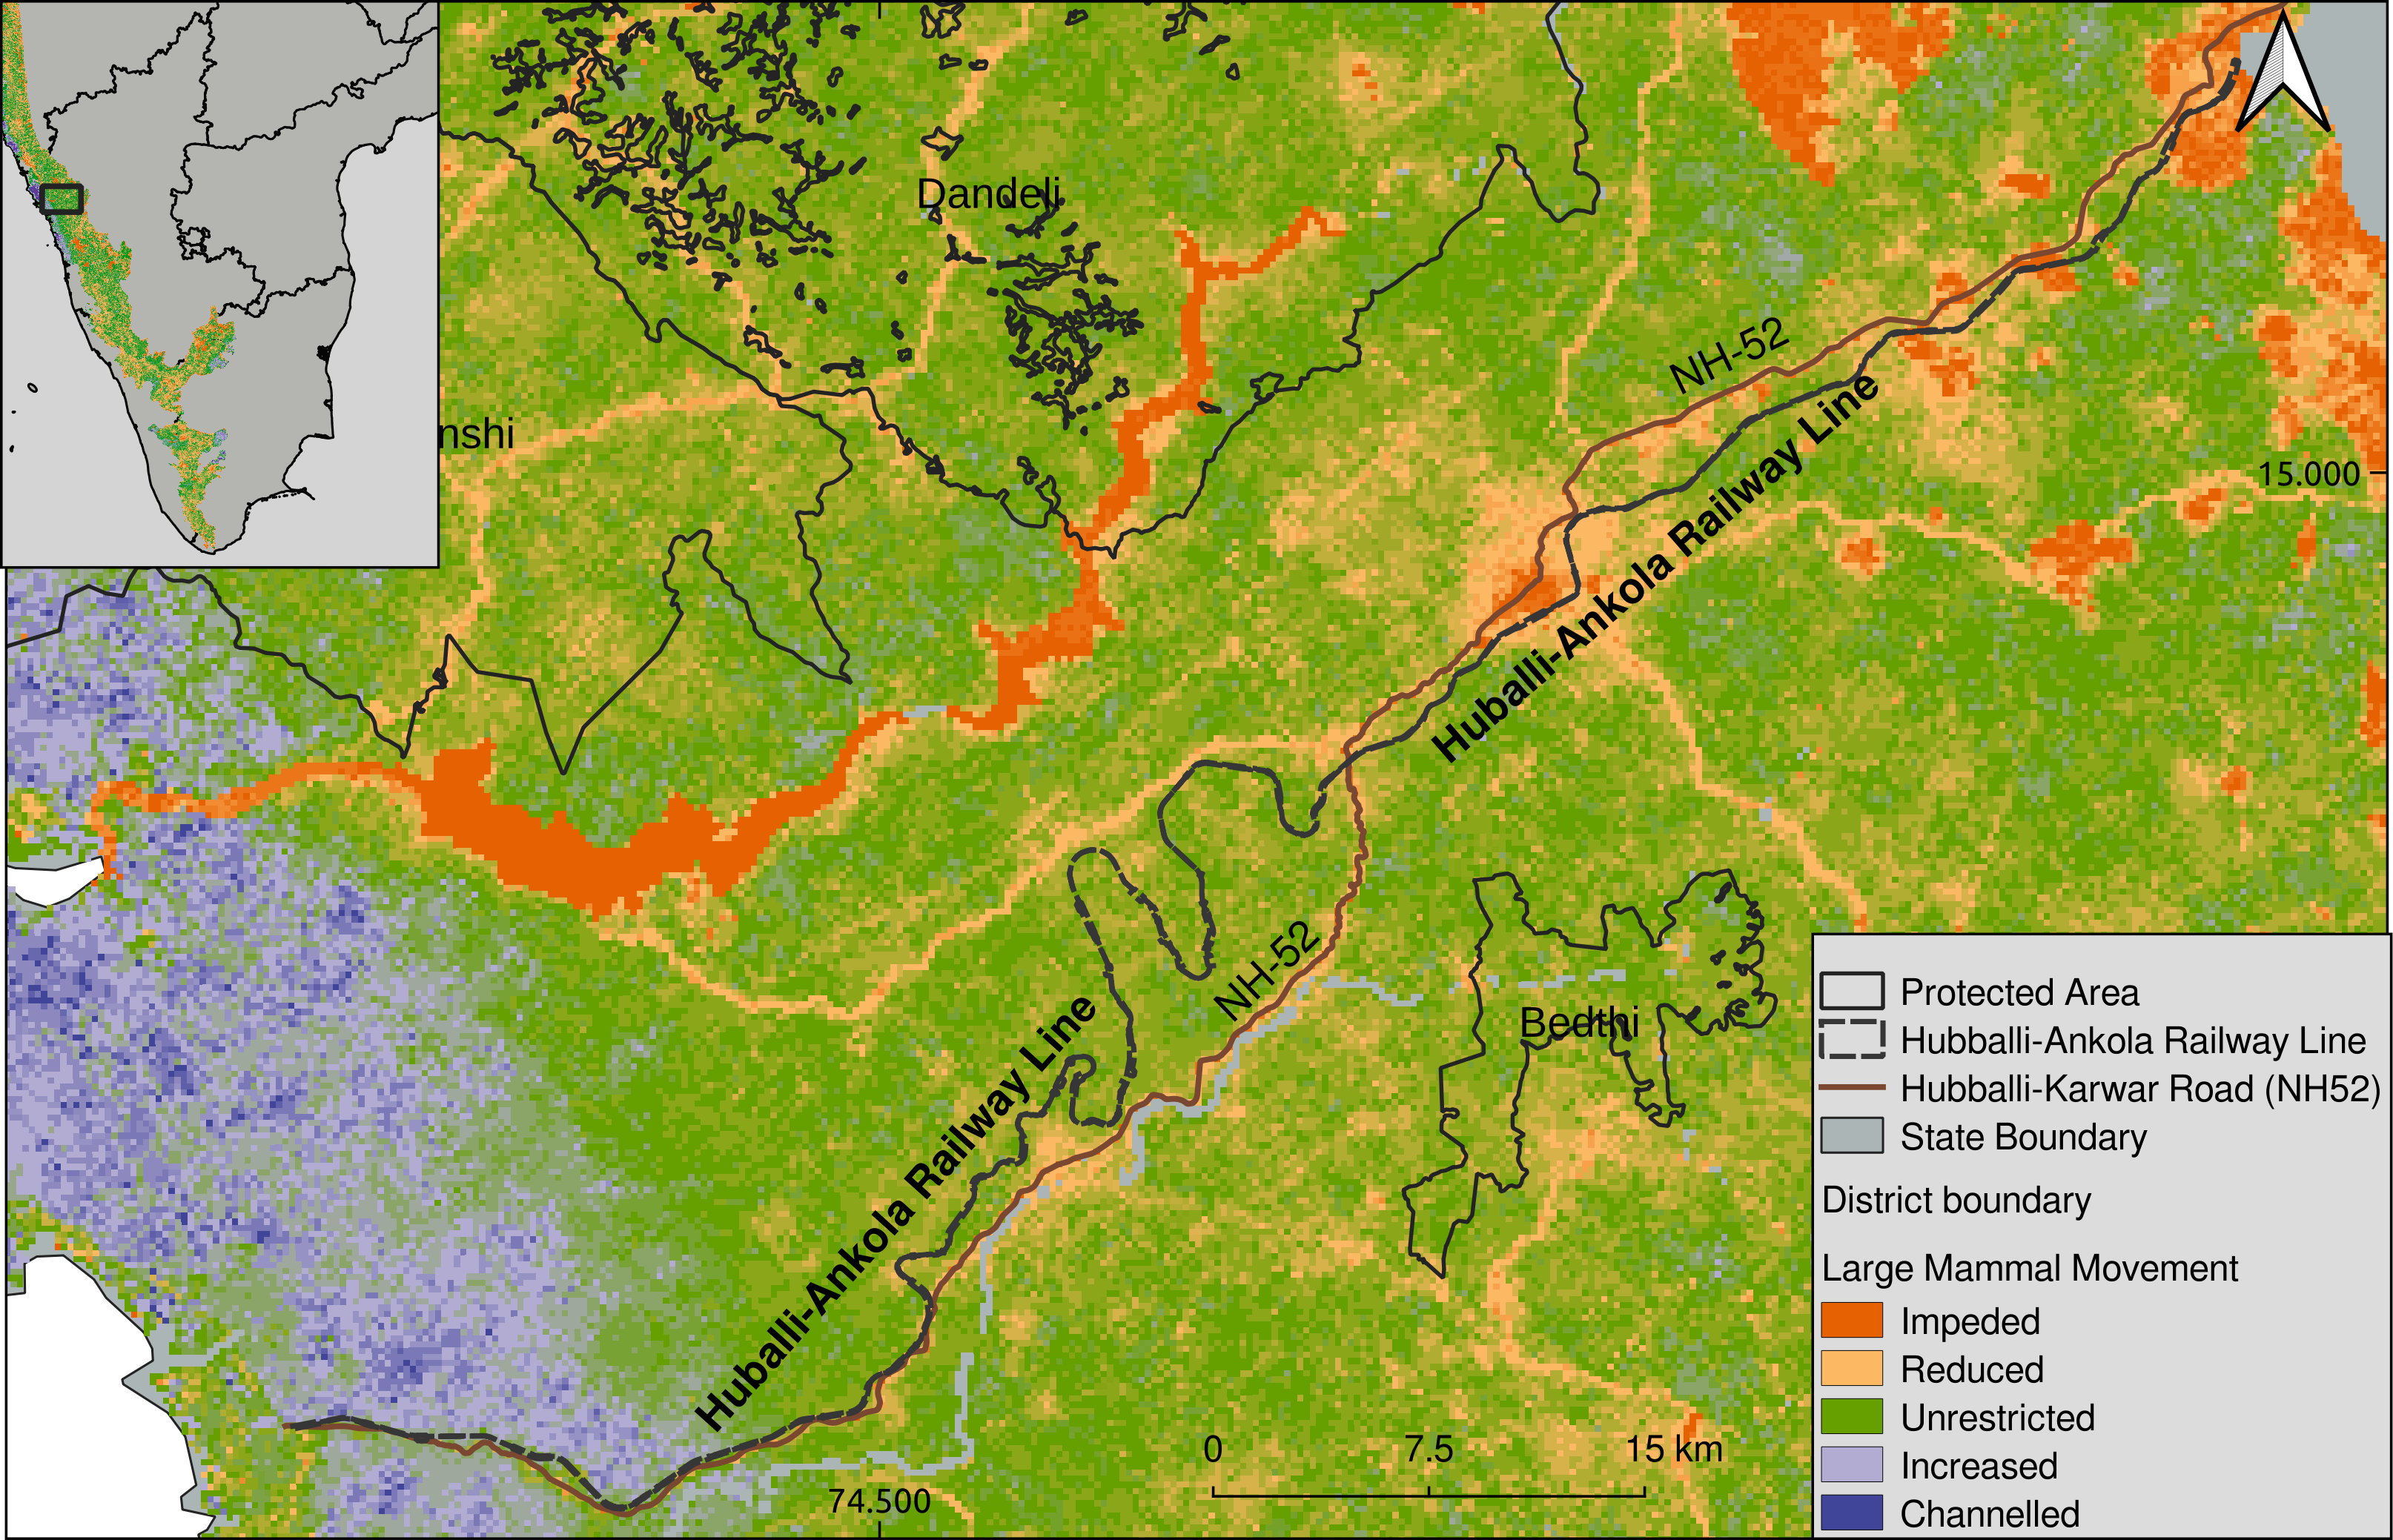 Dandeli
nshi
NH-52
Hubballi-Ankola Railway Line
15.000
NH-52
Bedthi
Hubballi-Ankola Railway Line
0 7.5 15 km
74.500
Protected Area
Hubballi-Ankola Railway Line
Hubballi-Karwar Road (NH52)
State Boundary
District boundary
Large Mammal Movement
Impeded
Reduced
Unrestricted
Increased
Channelled